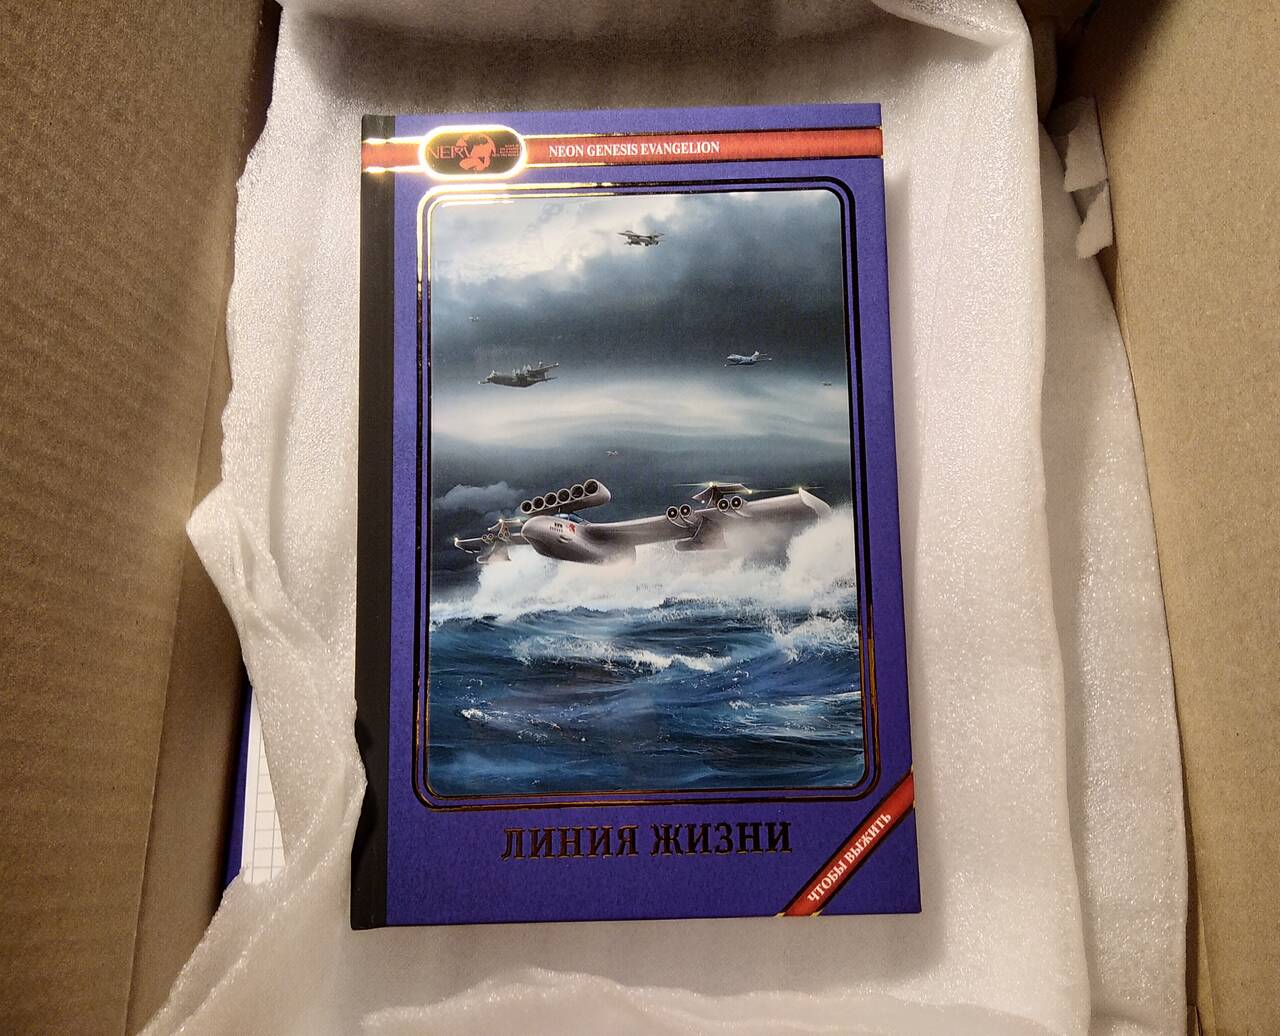 NERV
NEON GENESIS EVANGELION
ЛИНИЯ ЖИЗНИ
ЧТОБЫ ВЫЖИТЬ